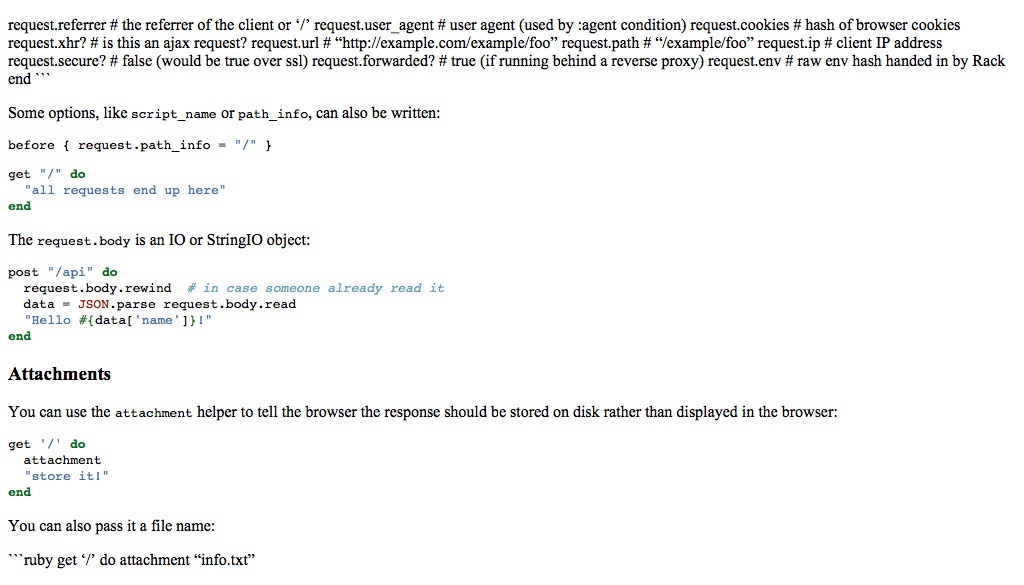 request.referrer # the referrer of the client or ‘/’ request.user_agent # user agent (used by :agent condition) request.cookies # hash of browser cookies
request.xhr? # is this an ajax request? request.url # “http://example.com/example/foo” request.path # “/example/foo” request.ip # client IP address
request.secure? # false (would be true over ssl) request.forwarded? # true (if running behind a reverse proxy) request.env # raw env hash handed in by Rack
end ```
Some options, like script_name or path_info, can also be written:
before { request.path_info = "/" }
get "/" do
  "all requests end up here"
end
The request.body is an IO or StringIO object:
post "/api" do
  request.body.rewind  # in case someone already read it
  data = JSON.parse request.body.read
  "Hello #{data['name']}!"
end
Attachments
You can use the attachment helper to tell the browser the response should be stored on disk rather than displayed in the browser:
get '/' do
  attachment
  "store it!"
end
You can also pass it a file name:
```ruby get ‘/’ do attachment “info.txt”